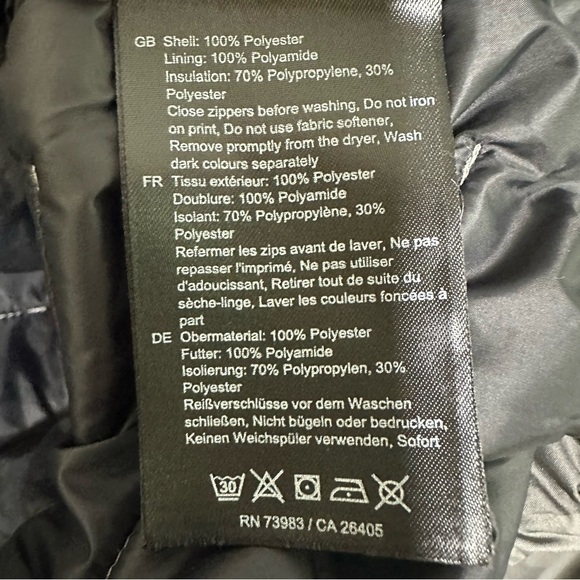 GB Shell: 100% Polyester
Lining: 100% Polyamide
Insulation: 70% Polypropylene, 30%
Polyester
Close zippers before washing, Do not iron
on print, Do not use fabric softener,
Remove promptly from the dryer, Wash
dark colours separately
FR Tissu extérieur: 100% Polyester
Doublure: 100% Polyamide
Isolant: 70% Polypropylène, 30%
Polyester
Refermer les zips avant de laver, Ne pas
repasser l'imprimé, Ne pas utiliser
d'adoucissant, Retirer tout de suite du
sèche-linge, Laver les couleurs foncées à
part
DE Obermaterial: 100% Polyester
Futter: 100% Polyamide
Isolierung: 70% Polypropylen, 30%
Polyester
Reißverschlüsse vor dem Waschen
schließen, Nicht bügeln oder bedrucken,
Keinen Weichspüler verwenden, Sofort
30
RN 73983 / CA 26405